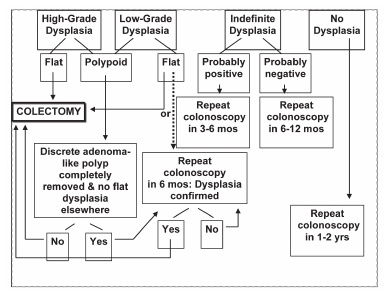 High-Grade
Dysplasia
Low-Grade
Dysplasia
Indefinite
Dysplasia
No
Dysplasia
Flat
Polypoid
Flat
Probably
positive
Probably
negative
COLECTOMY
or
Repeat
colonoscopy
in 3-6 mos
Repeat
colonoscopy
in 6-12 mos
Discrete adenoma-
like polyp
completely
removed & no flat
dysplasia
elsewhere
Repeat
colonoscopy
in 6 mos: Dysplasia
confirmed
No
Yes
Yes
No
Repeat
colonoscopy
in 1-2 yrs